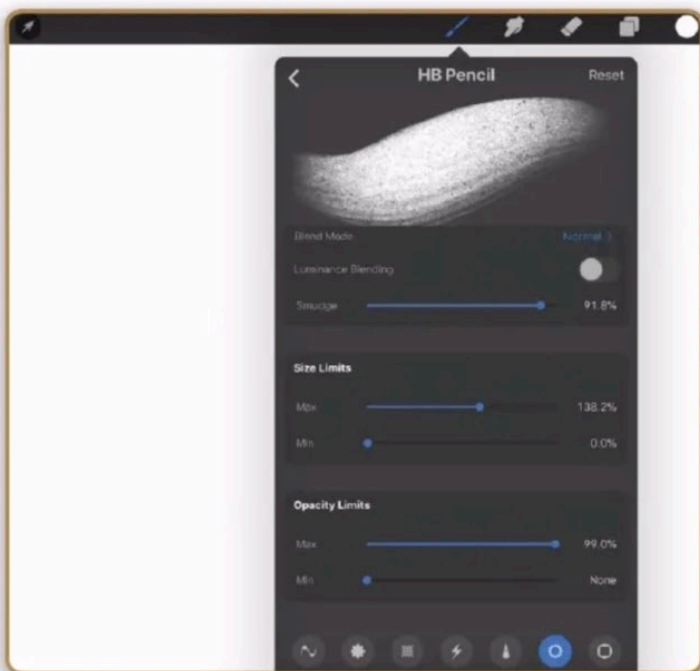 HB Pencil Reset
Blend Mode Normal
Luminance Blending
Smudge 91.8%
Size Limits
Max 138.2%
Min 0.0%
Opacity Limits
Max 99.0%
Min None